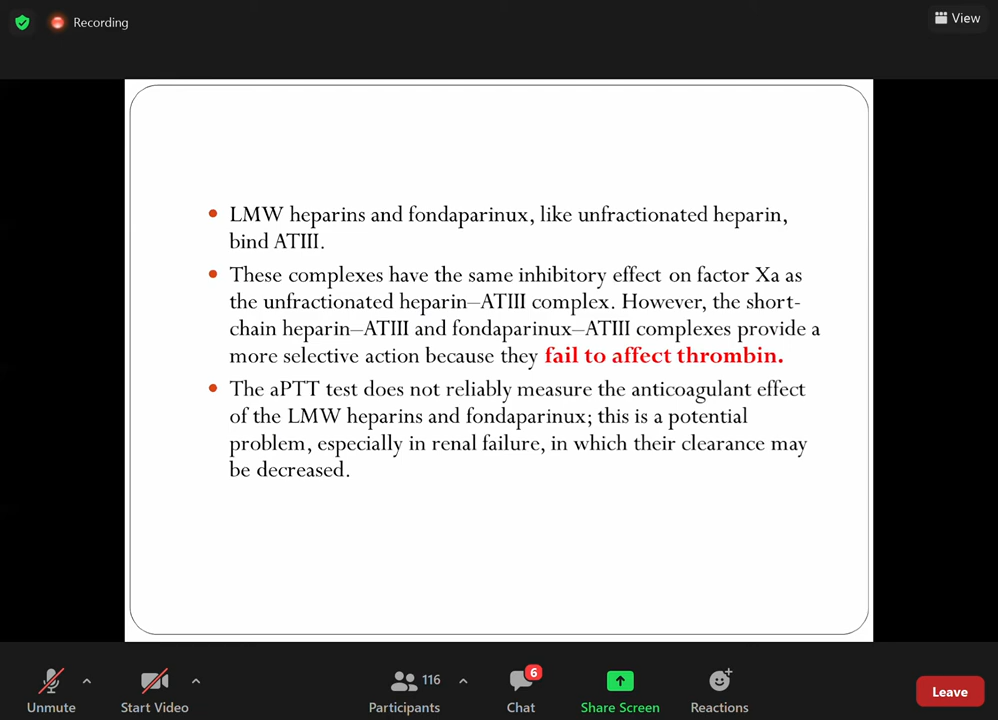 Recording
View
LMW heparins and fondaparinux, like unfractionated heparin,
bind ATIII.
These complexes have the same inhibitory effect on factor Xa as
the unfractionated heparin–ATIII complex. However, the short-
chain heparin–ATIII and fondaparinux–ATIII complexes provide a
more selective action because they fail to affect thrombin.
The aPTT test does not reliably measure the anticoagulant effect
of the LMW heparins and fondaparinux; this is a potential
problem, especially in renal failure, in which their clearance may
be decreased.
116
6
Unmute
Start Video
Participants
Chat
Share Screen
Reactions
Leave